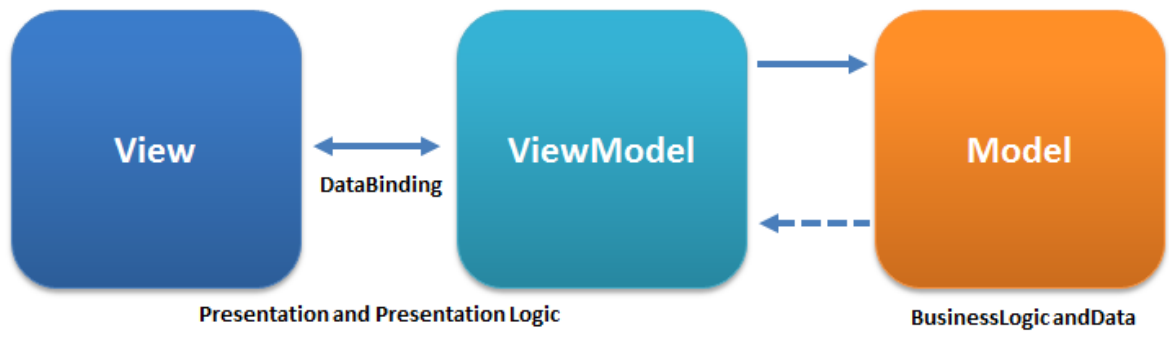 View
ViewModel
Model
DataBinding
Presentation and Presentation Logic
BusinessLogic andData